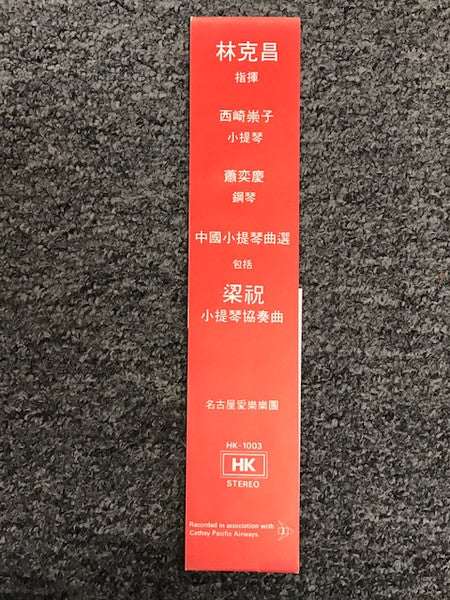 林克昌
指揮
西崎崇子
小提琴
蕭奕慶
鋼琴
中國小提琴曲選
包括
梁祝
小提琴協奏曲
名古屋愛樂樂團
HK-1003
HK
STEREO
Recorded in association with
Cathay Pacific Airways.